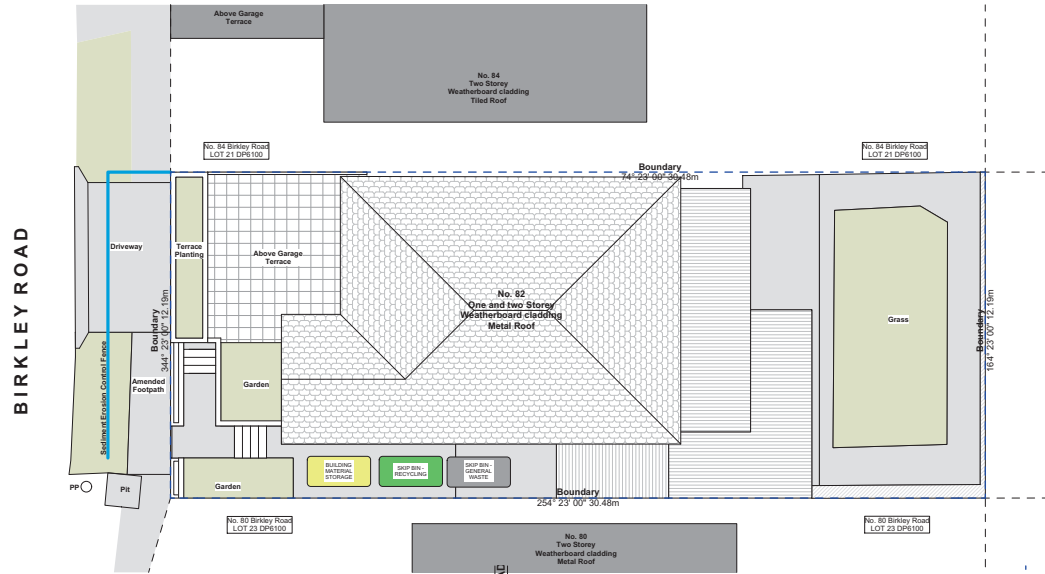 Above Garage
Terrace
No. 84
Two Storey
Weatherboard cladding
Tiled Roof
No. 84 Birkley Road
LOT 21 DP6100
No. 84 Birkley Road
LOT 21 DP6100
Boundary
74° 23' 00" 30.48m
BIRKLEY ROAD
Driveway
Terrace
Planting
Above Garage
Terrace
Boundary
344° 23' 00" 12.19m
No. 82
One and two Storey
Weatherboard cladding
Metal Roof
Grass
Boundary
164° 23' 00" 12.19m
Sediment Erosion Control Fence
Amended
Footpath
Garden
Garden
BUILDING
MATERIAL
STORAGE
SKIP BIN -
RECYCLING
SKIP BIN -
GENERAL
WASTE
PP
Pit
Boundary
254° 23' 00" 30.48m
No. 80 Birkley Road
LOT 23 DP6100
No. 80 Birkley Road
LOT 23 DP6100
No. 80
Two Storey
Weatherboard cladding
Metal Roof